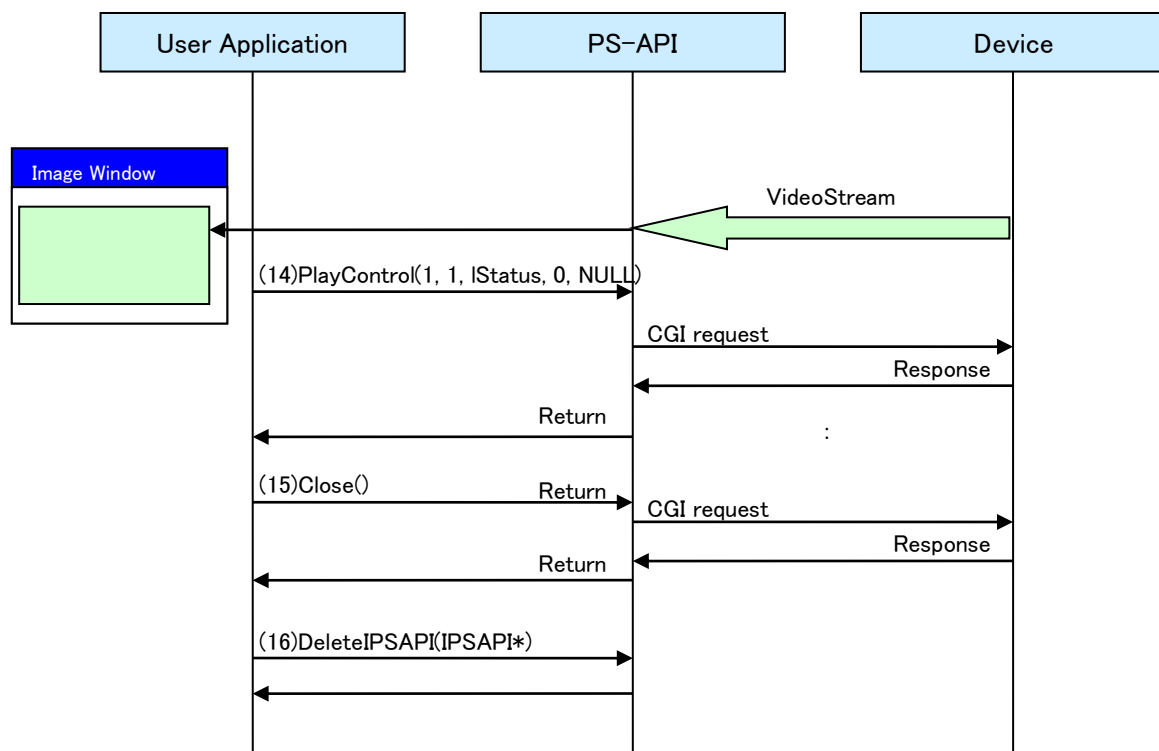 User Application
PS-API
Device
Image Window
VideoStream
(14)PlayControl(1, 1, lStatus, 0, NULL)
CGI request
Response
Return
:
(15)Close()
Return
CGI request
Response
Return
(16)DeleteIPSAPI(IPSAPI*)